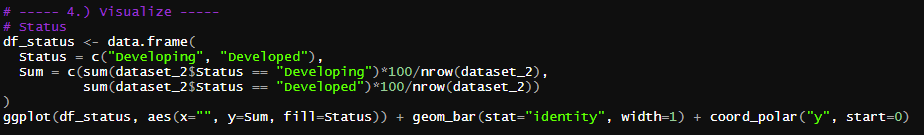 # ----- 4.) Visualize -----
# Status
df_status <- data.frame(
  Status = c("Developing", "Developed"),
  Sum = c(sum(dataset_2$Status == "Developing")*100/nrow(dataset_2),
          sum(dataset_2$Status == "Developed")*100/nrow(dataset_2))
)
ggplot(df_status, aes(x="", y=Sum, fill=Status)) + geom_bar(stat="identity", width=1) + coord_polar("y", start=0)